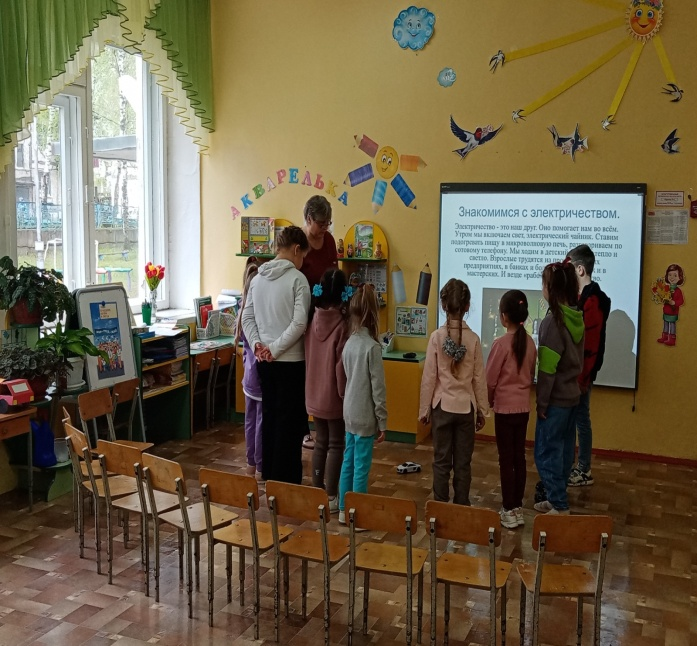 АКВАРЕЛЬКА
Знакомимся с электричеством.
Электричество - это наш друг. Оно помогает нам во всём.
Утром мы включаем свет, электрический чайник. Ставим
подогревать пищу в микроволновую печь, по
сотовому телефону. Мы ходим в детский тепло и
светло. Взрослые трудятся на
предприятиях, в банках и в
мастерских. И везде